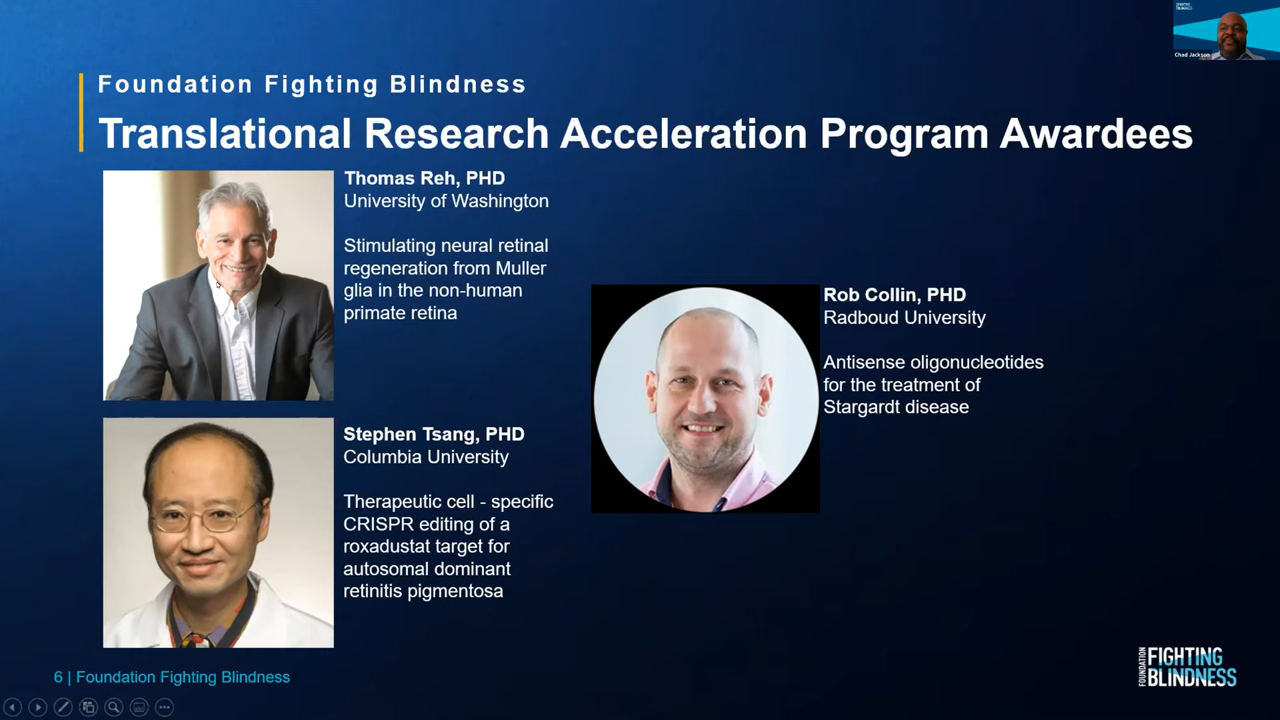 Foundation Fighting Blindness
Translational Research Acceleration Program Awardees
Thomas Reh, PHD
University of Washington
Stimulating neural retinal
regeneration from Muller
glia in the non-human
primate retina
Stephen Tsang, PHD
Columbia University
Therapeutic cell - specific
CRISPR editing of a
roxadustat target for
autosomal dominant
retinitis pigmentosa
Rob Collin, PHD
Radboud University
Antisense oligonucleotides
for the treatment of
Stargardt disease
Chad Jackson
6 | Foundation Fighting Blindness
FOUNDATION
FIGHTING
BLINDNESS